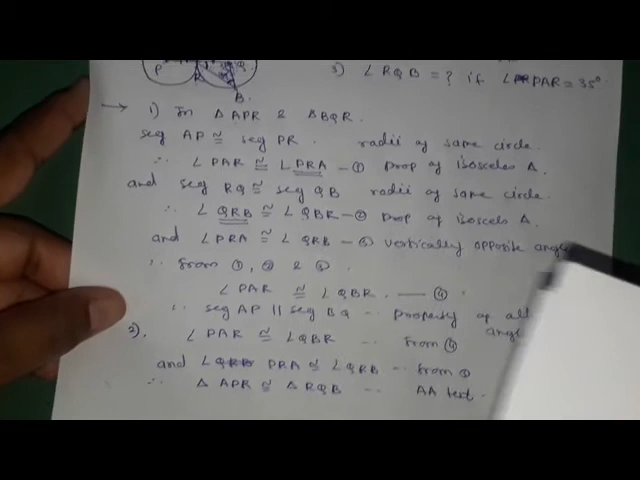 P
R
Q
B.
3) ∠RQB = ? if ∠PAR = 35°
→ 1) In △APR & △BQR.
seg AP ≅ seg PR. radii of same circle.
∴ ∠PAR ≅ ∠PRA - ① prop of isosceles △.
and seg RQ ≅ seg QB radii of same circle.
∴ ∠QRB ≅ ∠QBR - ② prop of isoscels △.
and ∠PRA ≅ ∠QRB - ③ vertically opposite angle
∴ from ①, ② & ③.
∠PAR ≅ ∠QBR. — ④
∴ seg AP || seg BQ -- property of alt
angle
2). ∠PAR ≅ ∠QBR -- from ④
and ∠ PRA ≅ ∠QRB -- from
∴ △APR ≅ △RQB -- AA test.